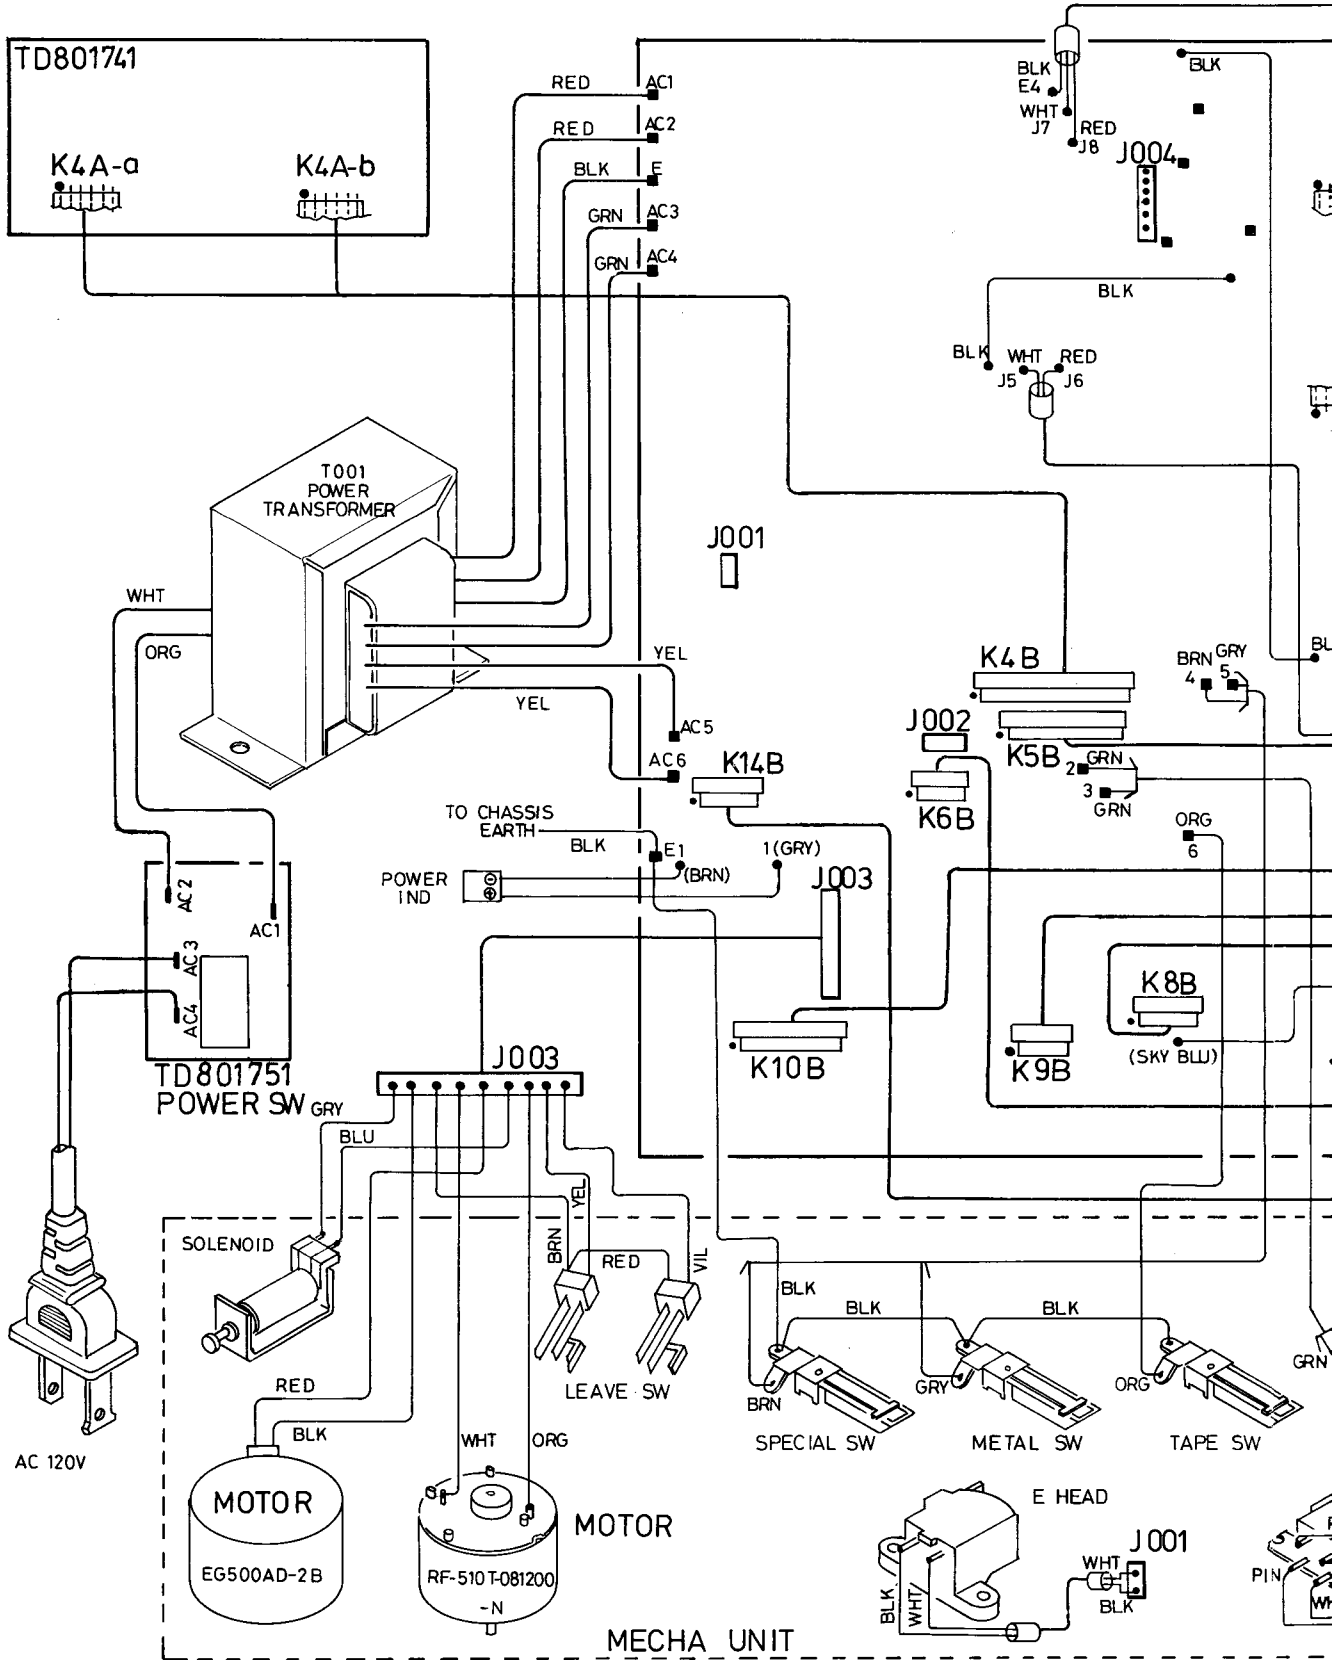 TD801741
K4A-a
K4A-b
RED
AC1
RED
AC2
BLK
E
GRN
AC3
GRN
AC4
BLK
E4
WHT
J7
RED
J8
BLK
J004
BLK
BLK
WHT
RED
J5
J6
T001
POWER
TRANSFORMER
J001
WHT
ORG
YEL
YEL
AC5
AC6
K14B
K4B
J002
K5B
K6B
BRN
GRY
4
5
2
GRN
3
GRN
ORG
6
TO CHASSIS
EARTH
BLK
E1
(BRN)
1(GRY)
POWER
IND
J003
AC2
AC1
AC3
AC4
TD801751
POWER SW
K10B
K9B
K8B
(SKY BLU)
J003
GRY
BLU
SOLENOID
BRN
YEL
RED
VIL
LEAVE SW
BLK
BLK
BLK
BRN
GRY
ORG
GRN
SPECIAL SW
METAL SW
TAPE SW
AC 120V
RED
BLK
WHT
ORG
MOTOR
EG500AD-2B
MOTOR
RF-510T-081200
-N
E HEAD
J001
WHT
BLK
BLK
WHT
PIN
MECHA UNIT